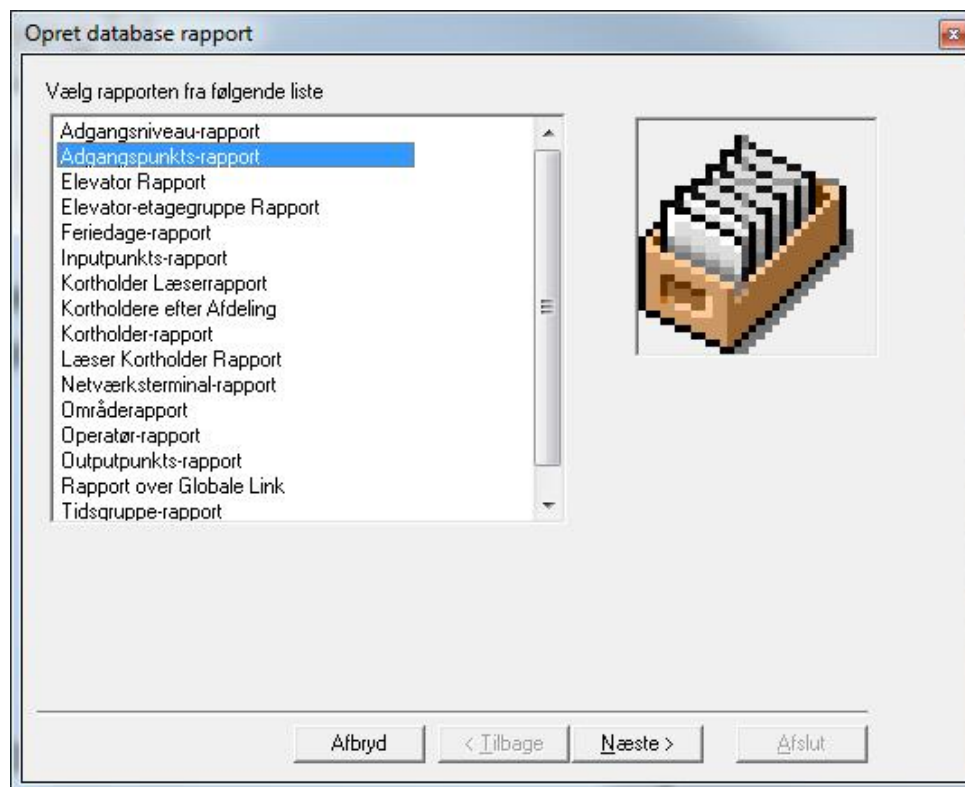 Opret database rapport
Vælg rapporten fra følgende liste
Adgangsniveau-rapport
Adgangspunkts-rapport
Elevator Rapport
Elevator-etagegruppe Rapport
Feriedage-rapport
Inputpunkts-rapport
Kortholder Læserrapport
Kortholdere efter Afdeling
Kortholder-rapport
Læser Kortholder Rapport
Netværksterminal-rapport
Områderapport
Operatør-rapport
Outputpunkts-rapport
Rapport over Globale Link
Tidsgruppe-rapport
Afbryd < Tilbage Næste > Afslut